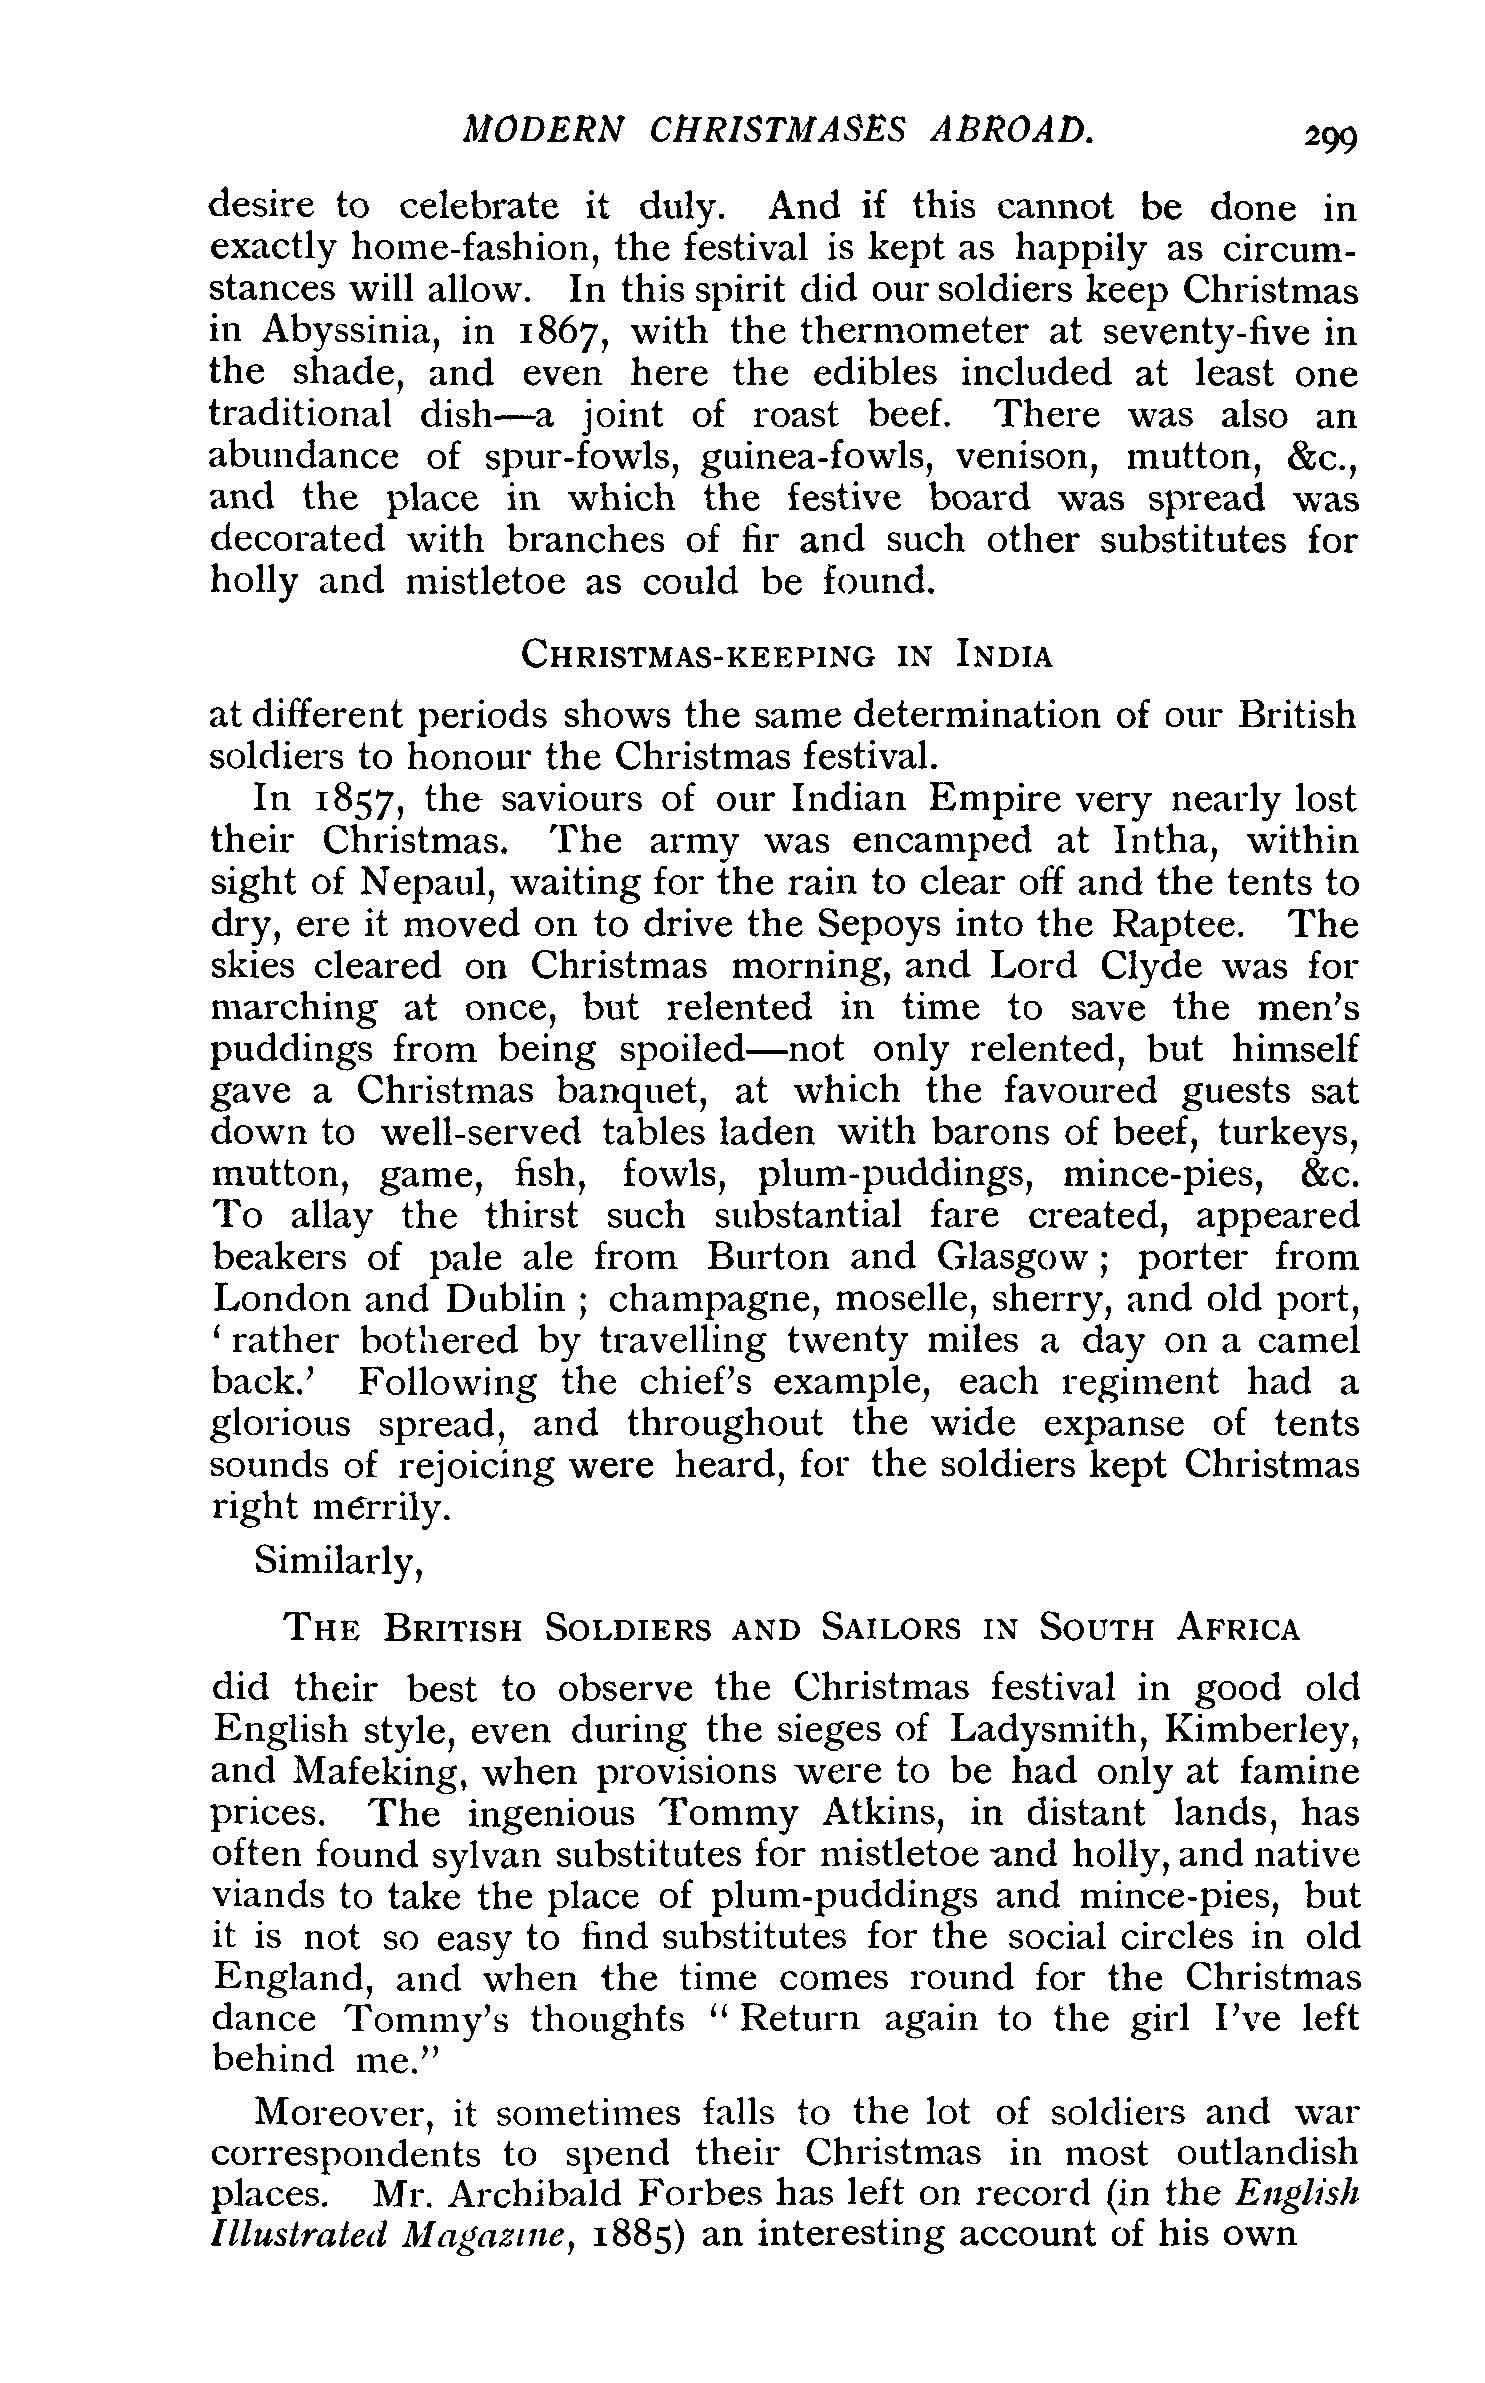 MODERN CHRISTMASES ABROAD. 299
desire to celebrate it duly. And if this cannot be done in
exactly home-fashion, the festival is kept as happily as circum-
stances will allow. In this spirit did our soldiers keep Christmas
in Abyssinia, in 1867, with the thermometer at seventy-five in
the shade, and even here the edibles included at least one
traditional dish—a joint of roast beef. There was also an
abundance of spur-fowls, guinea-fowls, venison, mutton, &c.,
and the place in which the festive board was spread was
decorated with branches of fir and such other substitutes for
holly and mistletoe as could be found.
CHRISTMAS-KEEPING IN INDIA
at different periods shows the same determination of our British
soldiers to honour the Christmas festival.
In 1857, the saviours of our Indian Empire very nearly lost
their Christmas. The army was encamped at Intha, within
sight of Nepaul, waiting for the rain to clear off and the tents to
dry, ere it moved on to drive the Sepoys into the Raptee. The
skies cleared on Christmas morning, and Lord Clyde was for
marching at once, but relented in time to save the men's
puddings from being spoiled—not only relented, but himself
gave a Christmas banquet, at which the favoured guests sat
down to well-served tables laden with barons of beef, turkeys,
mutton, game, fish, fowls, plum-puddings, mince-pies, &c.
To allay the thirst such substantial fare created, appeared
beakers of pale ale from Burton and Glasgow ; porter from
London and Dublin ; champagne, moselle, sherry, and old port,
‘ rather bothered by travelling twenty miles a day on a camel
back.’ Following the chief's example, each regiment had a
glorious spread, and throughout the wide expanse of tents
sounds of rejoicing were heard, for the soldiers kept Christmas
right merrily.
Similarly,
THE BRITISH SOLDIERS AND SAILORS IN SOUTH AFRICA
did their best to observe the Christmas festival in good old
English style, even during the sieges of Ladysmith, Kimberley,
and Mafeking, when provisions were to be had only at famine
prices. The ingenious Tommy Atkins, in distant lands, has
often found sylvan substitutes for mistletoe and holly, and native
viands to take the place of plum-puddings and mince-pies, but
it is not so easy to find substitutes for the social circles in old
England, and when the time comes round for the Christmas
dance Tommy's thoughts “ Return again to the girl I've left
behind me.”
Moreover, it sometimes falls to the lot of soldiers and war
correspondents to spend their Christmas in most outlandish
places. Mr. Archibald Forbes has left on record (in the English
Illustrated Magazine, 1885) an interesting account of his own